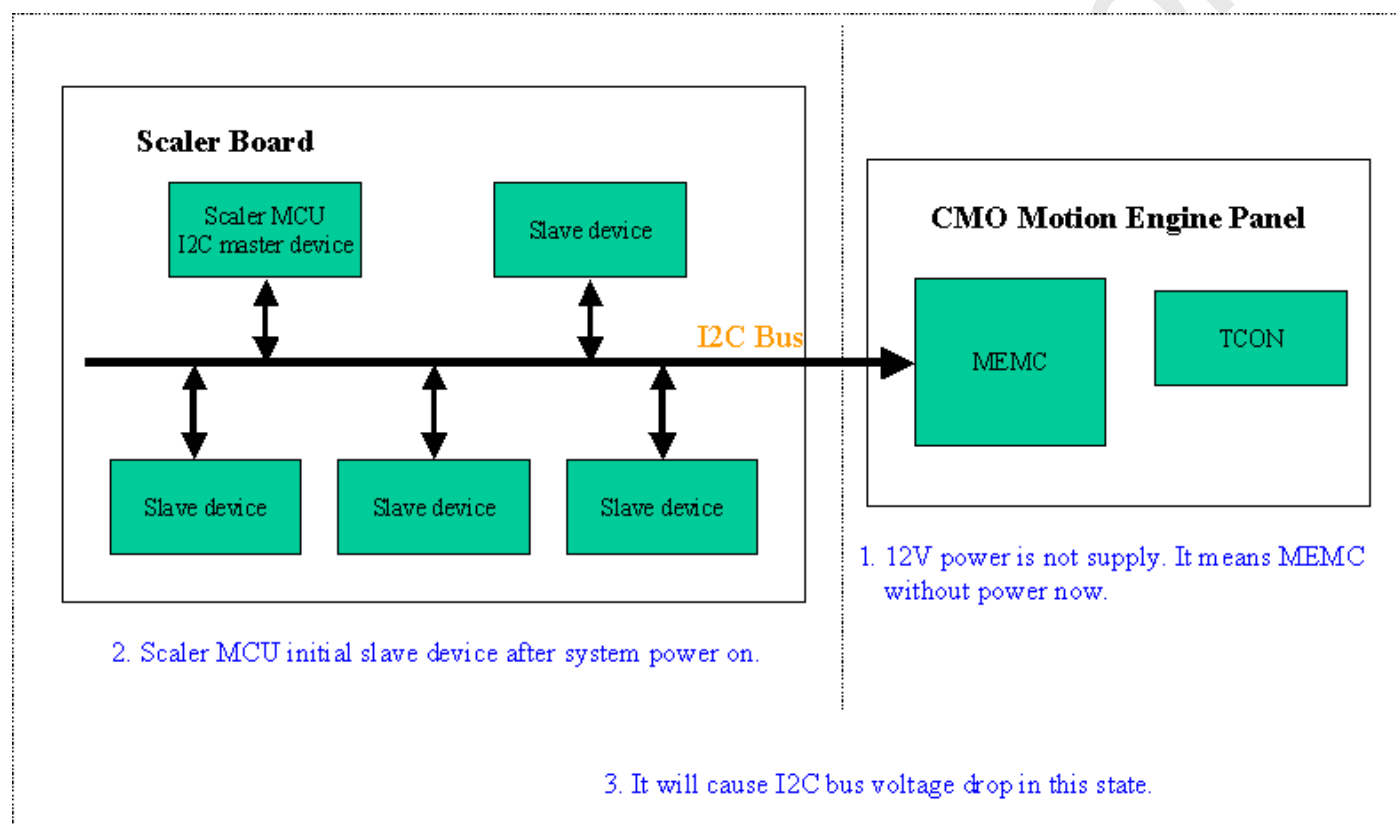 Scaler Board
Scaler MCU
I2C master device
Slave device
I2C Bus
Slave device
Slave device
Slave device
2. Scaler MCU initial slave device after system power on.
CMO Motion Engine Panel
MEMC
TCON
1. 12V power is not supply. It means MEMC
without power now.
3. It will cause I2C bus voltage drop in this state.